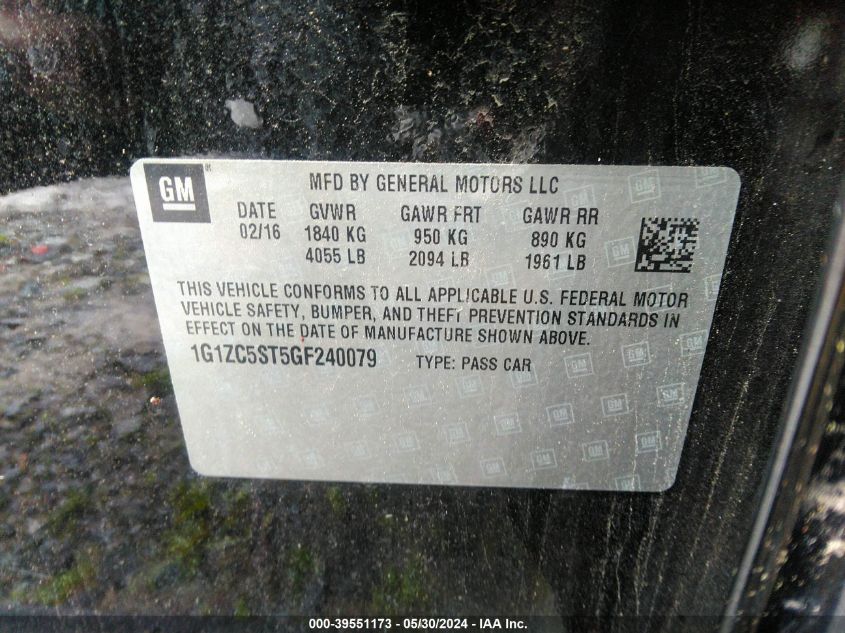 GM
MFD BY GENERAL MOTORS LLC
DATE GVWR GAWR FRT GAWR RR
02/16 1840 KG 950 KG 890 KG
4055 LB 2094 LB 1961 LB
THIS VEHICLE CONFORMS TO ALL APPLICABLE U.S. FEDERAL MOTOR
VEHICLE SAFETY, BUMPER, AND THEFT PREVENTION STANDARDS IN
EFFECT ON THE DATE OF MANUFACTURE SHOWN ABOVE.
1G1ZC5ST5GF240079 TYPE: PASS CAR
000-39551173 - 05/30/2024 - IAA Inc.